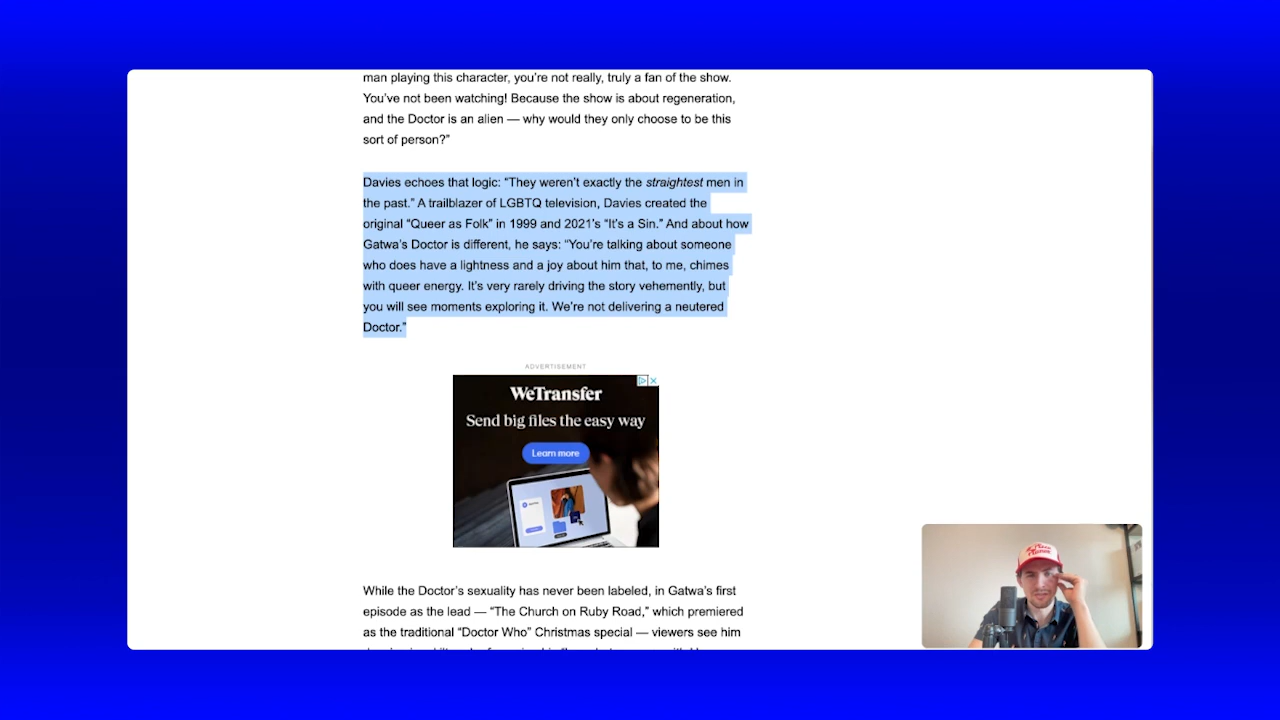 man playing this character, you’re not really, truly a fan of the show.
You’ve not been watching! Because the show is about regeneration,
and the Doctor is an alien — why would they only choose to be this
sort of person?”
Davies echoes that logic: “They weren’t exactly the straightest men in
the past.” A trailblazer of LGBTQ television, Davies created the
original “Queer as Folk” in 1999 and 2021’s “It’s a Sin.” And about how
Gatwa’s Doctor is different, he says: “You’re talking about someone
who does have a lightness and a joy about him that, to me, chimes
with queer energy. It’s very rarely driving the story vehemently, but
you will see moments exploring it. We’re not delivering a neutered
Doctor.”
ADVERTISEMENT
WeTransfer
Send big files the easy way
Learn more
While the Doctor’s sexuality has never been labeled, in Gatwa’s first
episode as the lead — “The Church on Ruby Road,” which premiered
as the traditional “Doctor Who” Christmas special — viewers see him